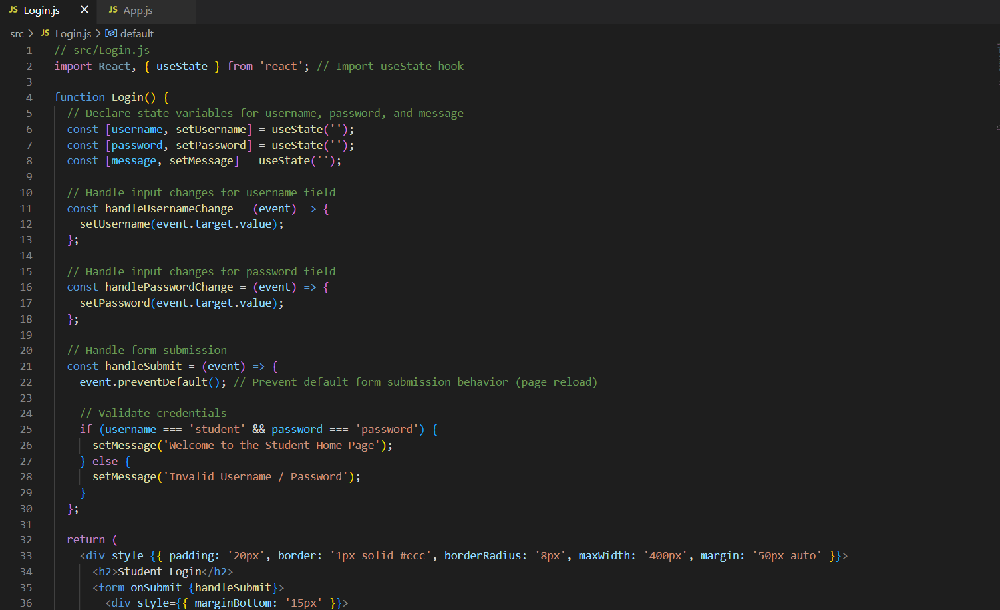 JS Login.js × JS App.js
src > JS Login.js > default
1 // src/Login.js
2 import React, { useState } from 'react'; // Import useState hook
3
4 function Login() {
5   // Declare state variables for username, password, and message
6   const [username, setUsername] = useState('');
7   const [password, setPassword] = useState('');
8   const [message, setMessage] = useState('');
9
10   // Handle input changes for username field
11   const handleUsernameChange = (event) => {
12     setUsername(event.target.value);
13   };
14
15   // Handle input changes for password field
16   const handlePasswordChange = (event) => {
17     setPassword(event.target.value);
18   };
19
20   // Handle form submission
21   const handleSubmit = (event) => {
22     event.preventDefault(); // Prevent default form submission behavior (page reload)
23
24     // Validate credentials
25     if (username === 'student' && password === 'password') {
26       setMessage('Welcome to the Student Home Page');
27     } else {
28       setMessage('Invalid Username / Password');
29     }
30   };
31
32   return (
33     <div style={{ padding: '20px', border: '1px solid #ccc', borderRadius: '8px', maxWidth: '400px', margin: '50px auto' }}>
34       <h2>Student Login</h2>
35       <form onSubmit={handleSubmit}>
36         <div style={{ marginBottom: '15px' }}>